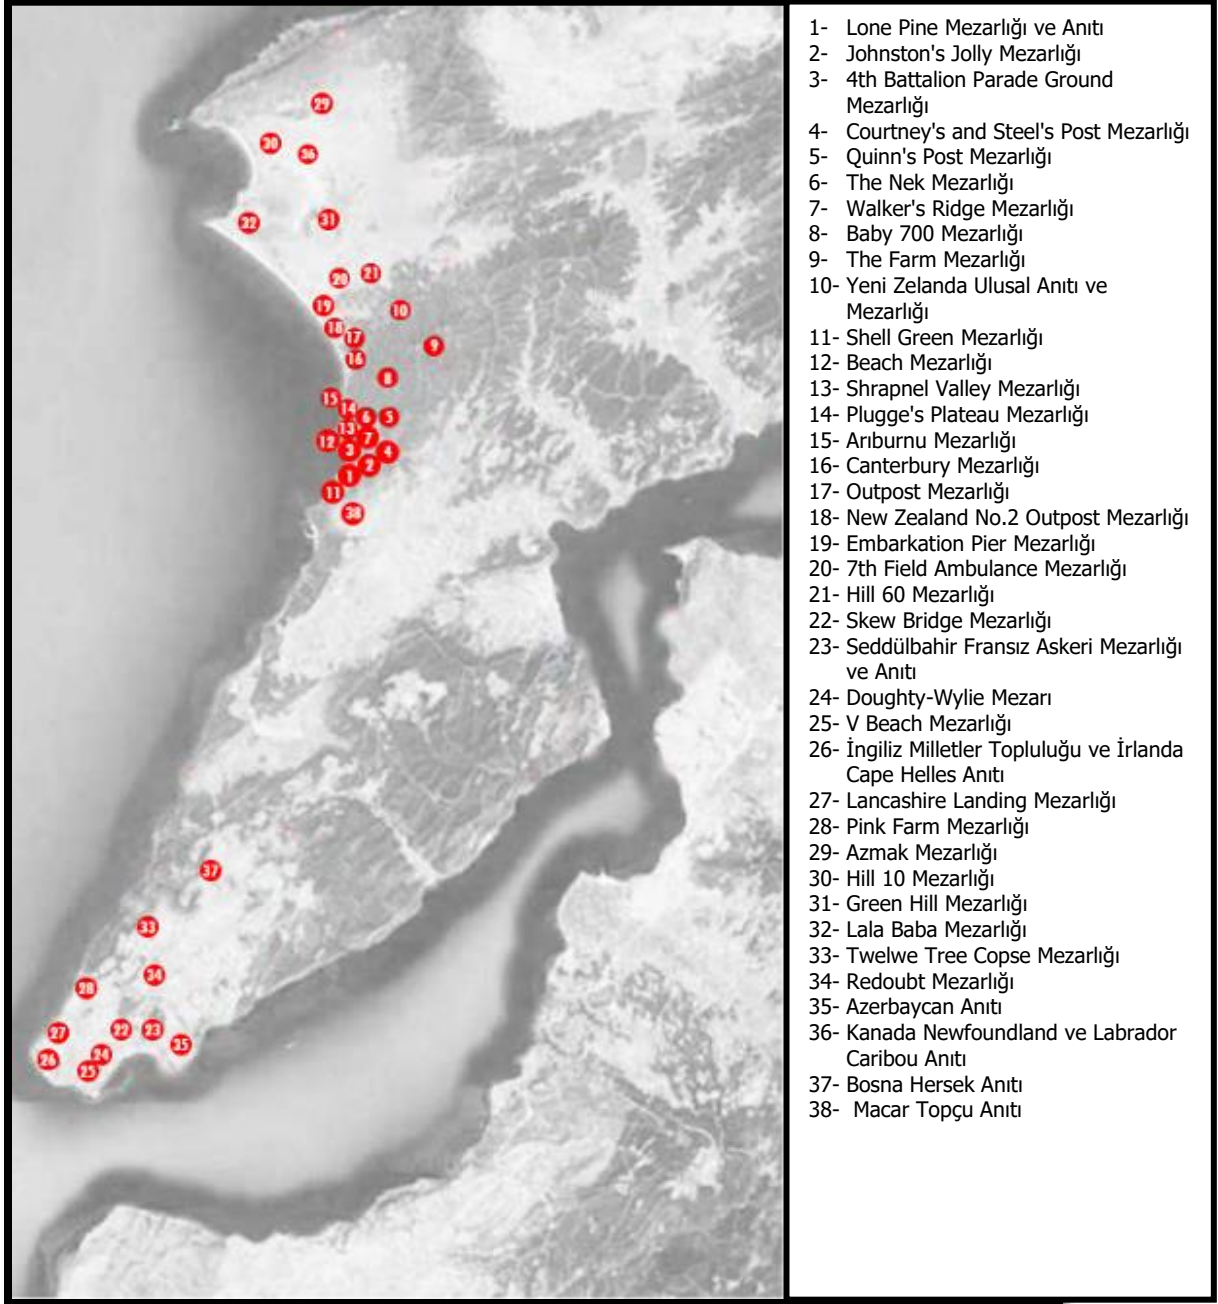 29
30
36
31
32
21
20
19
10
18
17
9
16
8
15
14
6
5
13
7
12
3
4
2
1
11
38
37
33
34
28
27
22
23
35
24
26
25
1- Lone Pine Mezarlığı ve Anıtı
2- Johnston's Jolly Mezarlığı
3- 4th Battalion Parade Ground
Mezarlığı
4- Courtney's and Steel's Post Mezarlığı
5- Quinn's Post Mezarlığı
6- The Nek Mezarlığı
7- Walker's Ridge Mezarlığı
8- Baby 700 Mezarlığı
9- The Farm Mezarlığı
10- Yeni Zelanda Ulusal Anıtı ve
Mezarlığı
11- Shell Green Mezarlığı
12- Beach Mezarlığı
13- Shrapnel Valley Mezarlığı
14- Plugge's Plateau Mezarlığı
15- Arıburnu Mezarlığı
16- Canterbury Mezarlığı
17- Outpost Mezarlığı
18- New Zealand No.2 Outpost Mezarlığı
19- Embarkation Pier Mezarlığı
20- 7th Field Ambulance Mezarlığı
21- Hill 60 Mezarlığı
22- Skew Bridge Mezarlığı
23- Seddülbahir Fransız Askeri Mezarlığı
ve Anıtı
24- Doughty-Wylie Mezarı
25- V Beach Mezarlığı
26- İngiliz Milletler Topluluğu ve İrlanda
Cape Helles Anıtı
27- Lancashire Landing Mezarlığı
28- Pink Farm Mezarlığı
29- Azmak Mezarlığı
30- Hill 10 Mezarlığı
31- Green Hill Mezarlığı
32- Lala Baba Mezarlığı
33- Twelwe Tree Copse Mezarlığı
34- Redoubt Mezarlığı
35- Azerbaycan Anıtı
36- Kanada Newfoundland ve Labrador
Caribou Anıtı
37- Bosna Hersek Anıtı
38- Macar Topçu Anıtı